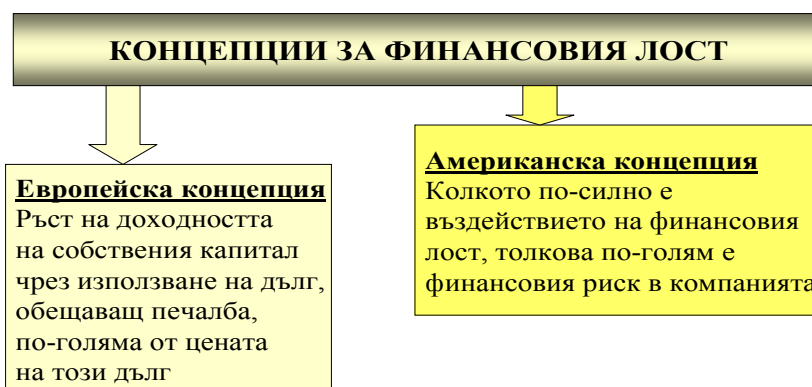 КОНЦЕПЦИИ ЗА ФИНАНСОВИЯ ЛОСТ
Европейска концепция
Ръст на доходността
на собствения капитал
чрез използване на дълг,
обещаващ печалба,
по-голяма от цената
на този дълг
Американска концепция
Колкото по-силно е
въздействието на финансовия
лост, толкова по-голям е
финансовия риск в компанията